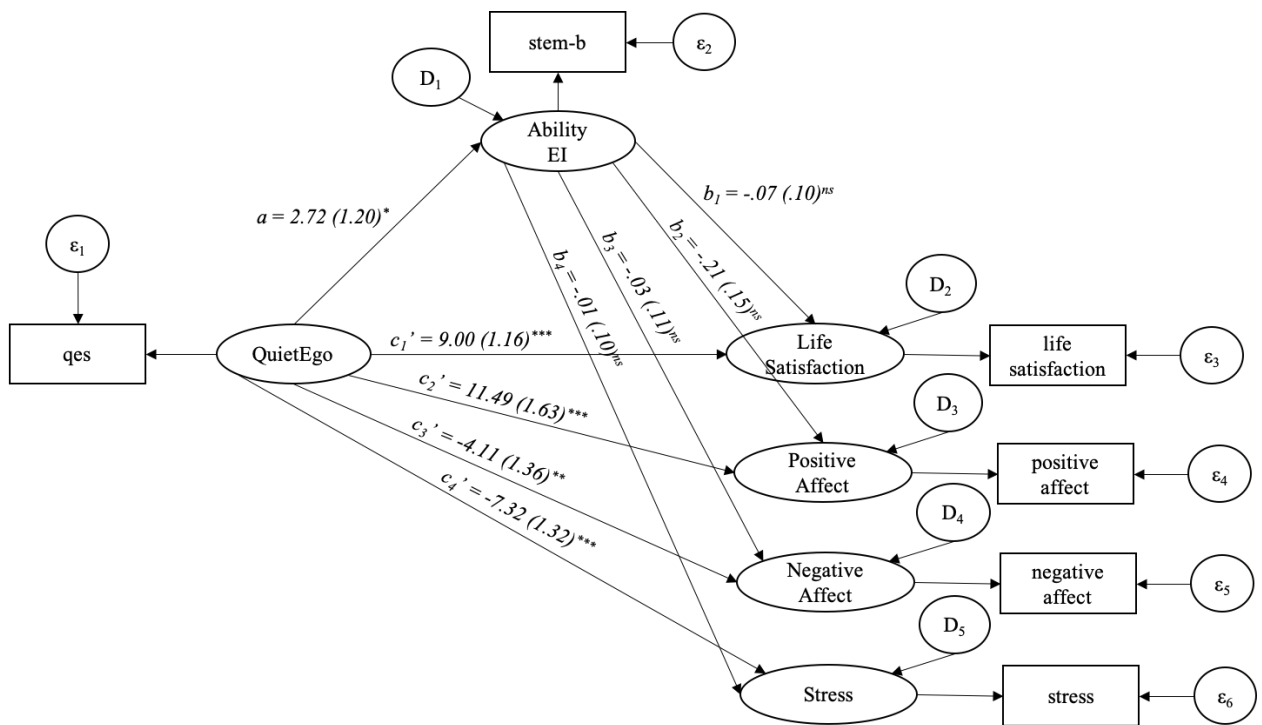 stem-b
ε₂
D₁
Ability
EI
a = 2.72 (1.20)*
b₁ = -.07 (.10)ⁿˢ
b₂ = -.21 (.15)ⁿˢ
b₃ = -.03 (.11)ⁿˢ
b₄ = -.01 (.10)ⁿˢ
ε₁
qes
QuietEgo
c₁’ = 9.00 (1.16)***
c₂’ = 11.49 (1.63)***
c₃’ = -4.11 (1.36)**
c₄’ = -7.32 (1.32)***
D₂
Life
Satisfaction
life
satisfaction
ε₃
D₃
Positive
Affect
positive
affect
ε₄
D₄
Negative
Affect
negative
affect
ε₅
D₅
Stress
stress
ε₆